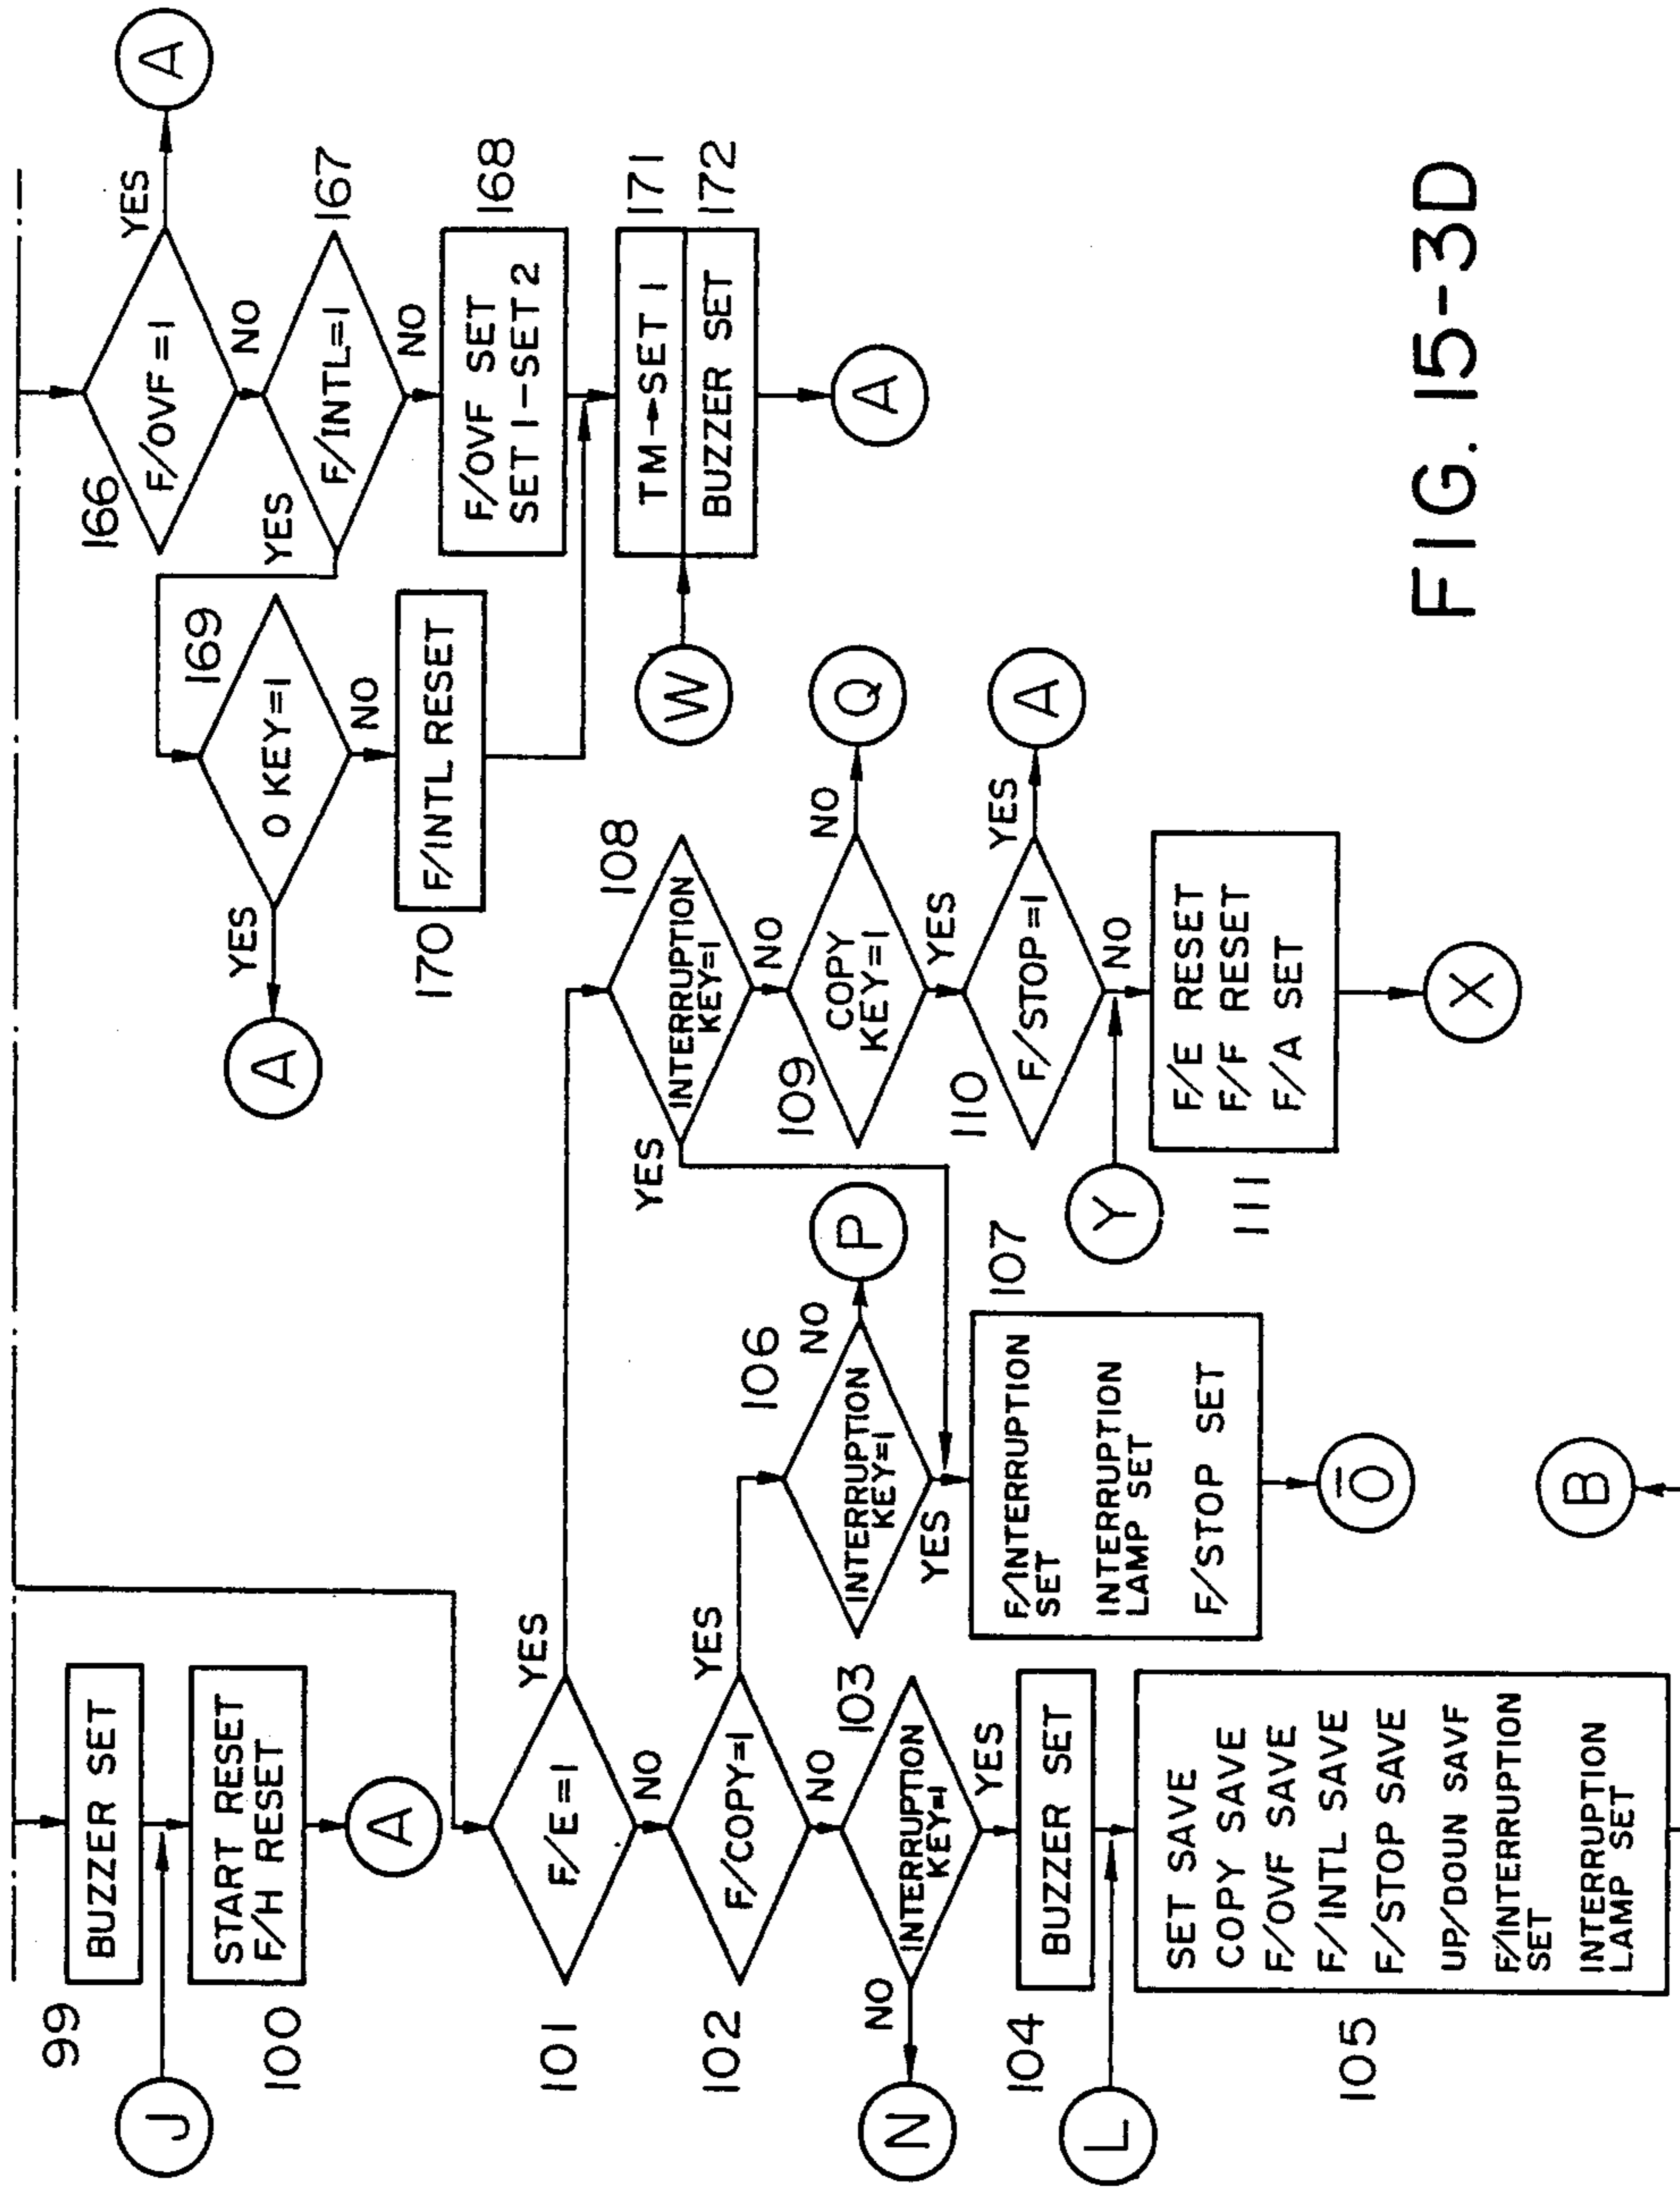 99
BUZZER SET
J
100
START RESET
F/H RESET
A
101
F/E=1
YES
NO
102
F/COPY=1
YES
NO
103
INTERRUPTION
KEY=1
NO
N
YES
104
BUZZER SET
L
105
SET SAVE
COPY SAVE
F/OVF SAVE
F/INTL SAVE
F/STOP SAVE
UP/DOUN SAVF
F/INTERRUPTION
SET
INTERRUPTION
LAMP SET
B
106
INTERRUPTION
KEY=1
NO
P
YES
107
F/INTERRUPTION
SET
INTERRUPTION
LAMP SET
F/STOP SET
Ō
108
INTERRUPTION
KEY=1
YES
NO
109
COPY
KEY=1
NO
Q
YES
110
F/STOP=1
YES
A
NO
Y
111
F/E RESET
F/F RESET
F/A SET
X
166
F/OVF=1
YES
A
NO
167
F/INTL=1
YES
NO
168
F/OVF SET
SET 1-SET 2
169
0 KEY=1
YES
A
NO
170
F/INTL RESET
W
171
TM→SET 1
172
BUZZER SET
A
FIG. 15-3D